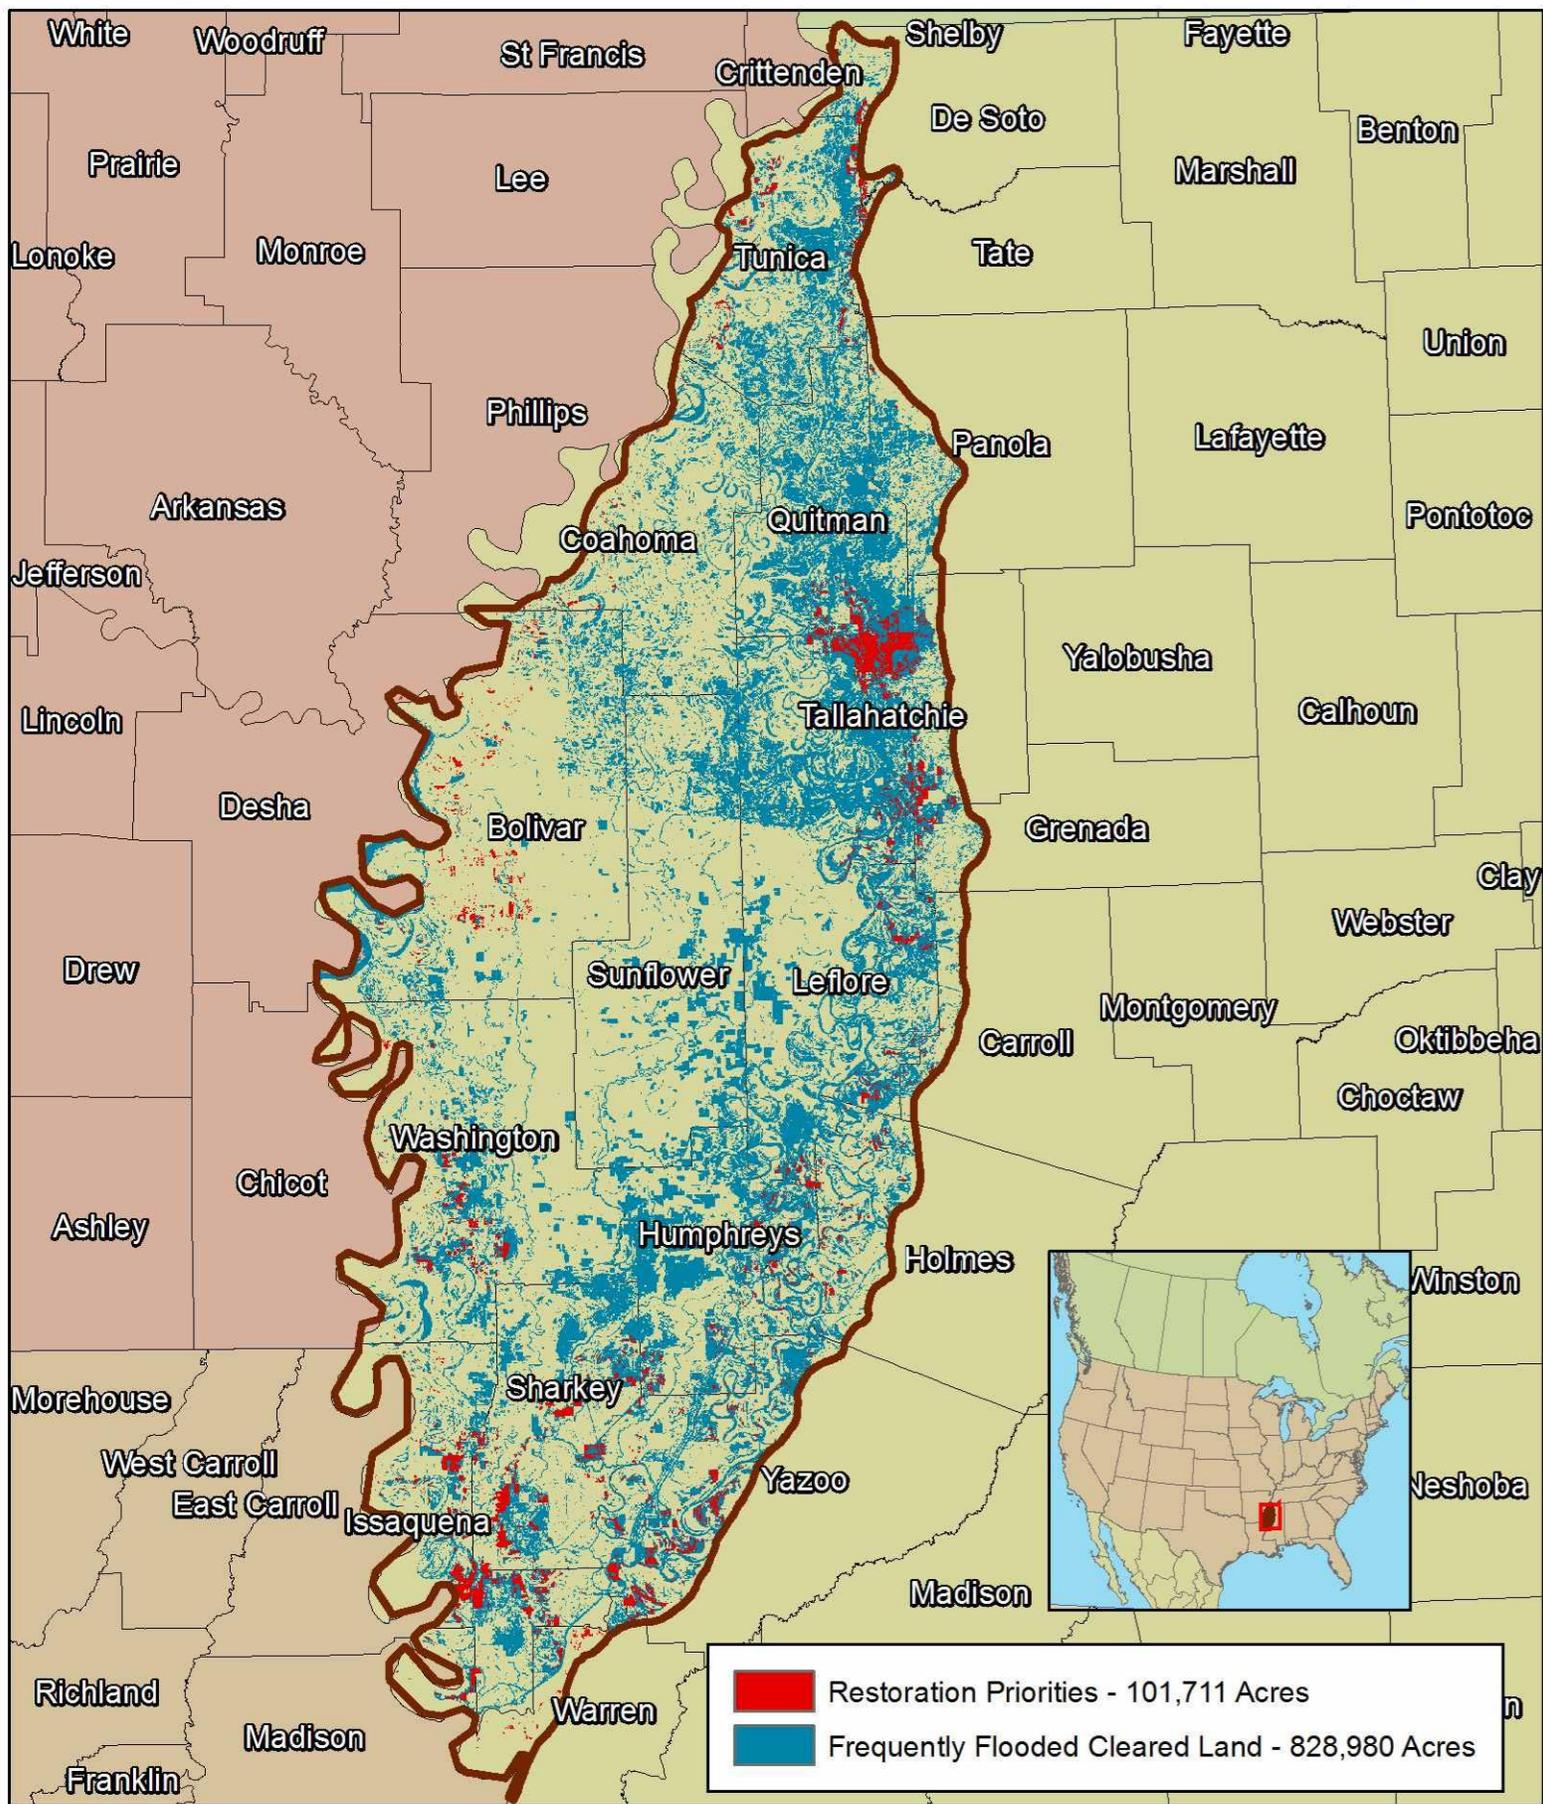 White
Woodruff
St Francis
Crittenden
Shelby
Fayette
De Soto
Benton
Prairie
Lee
Marshall
Lonoke
Monroe
Tunica
Tate
Union
Phillips
Panola
Lafayette
Arkansas
Coahoma
Quitman
Pontotoc
Jefferson
Yalobusha
Lincoln
Tallahatchie
Calhoun
Desha
Bolivar
Grenada
Clay
Webster
Drew
Sunflower
Leflore
Montgomery
Carroll
Oktibbeha
Choctaw
Washington
Chicot
Ashley
Humphreys
Holmes
Winston
Morehouse
Sharkey
West Carroll
Yazoo
Neshoba
East Carroll
Issaquena
Madison
Richland
Warren
Madison
Franklin
Restoration Priorities - 101,711 Acres
Frequently Flooded Cleared Land - 828,980 Acres